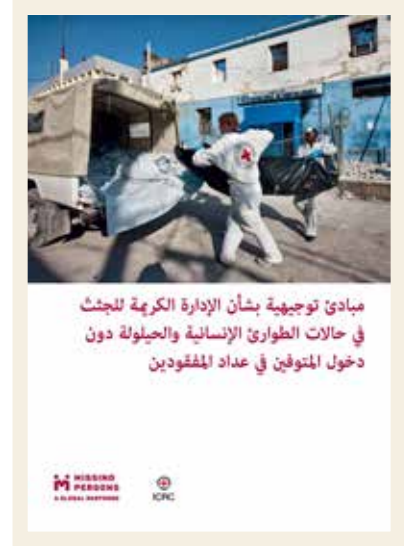 مبادئ توجيهية بشأن الإدارة الكريمة للجثث
في حالات الطوارئ الإنسانية والحيلولة دون
دخول المتوفين في عداد المفقودين
MISSING
PERSONS
A GLOBAL RESPONSE
ICRC